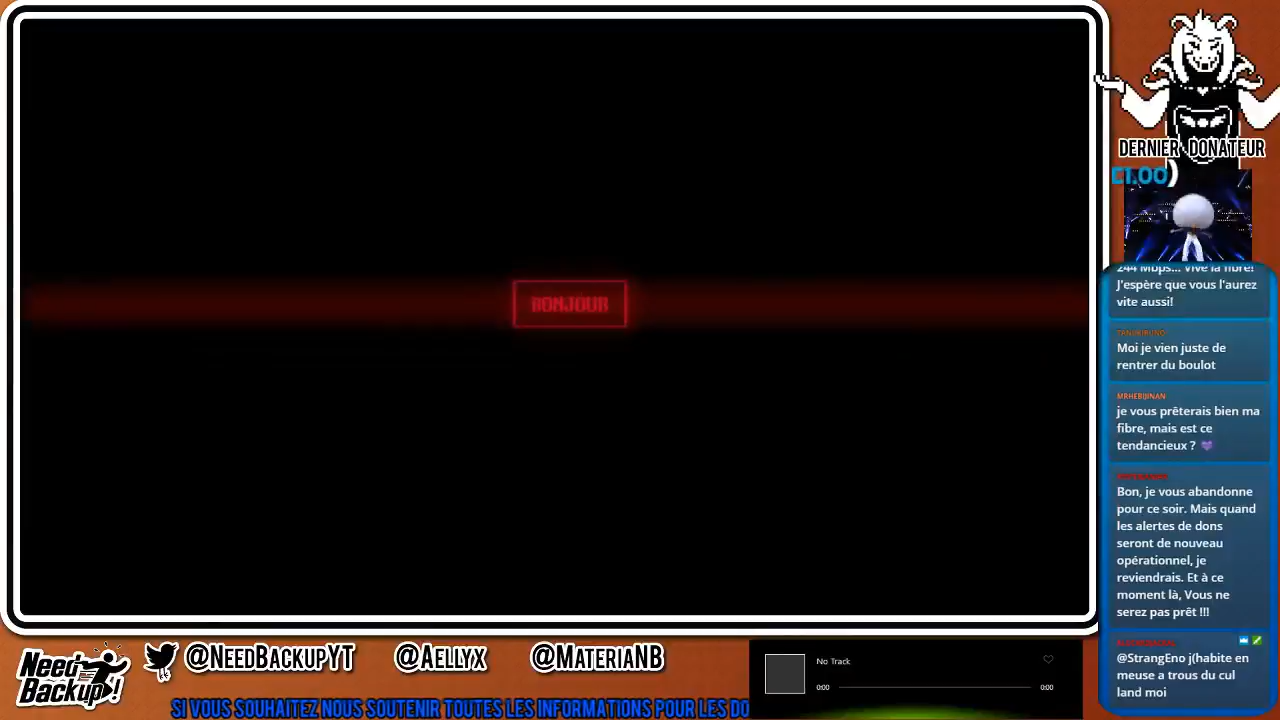 BONJOUR
DERNIER DONATEUR
€1.00)
244 Mbps... Vive la fibre!
J'espère que vous l'aurez
vite aussi!
Moi je vien juste de
rentrer du boulot
MRHEBIJINAN
je vous prêterais bien ma
fibre, mais est ce
tendancieux ?
Bon, je vous abandonne
pour ce soir. Mais quand
les alertes de dons
seront de nouveau
opérationnel, je
reviendrais. Et à ce
moment là, Vous ne
serez pas prêt !!!
@StrangEno j(habite en
meuse a trous du cul
land moi
Need
Backup!
@NEEDBACKUPYT
@AELLYX
@MATERIANB
No Track
0:00
0:00
SI VOUS SOUHAITEZ NOUS SOUTENIR TOUTES LES INFORMATIONS POUR LES DO